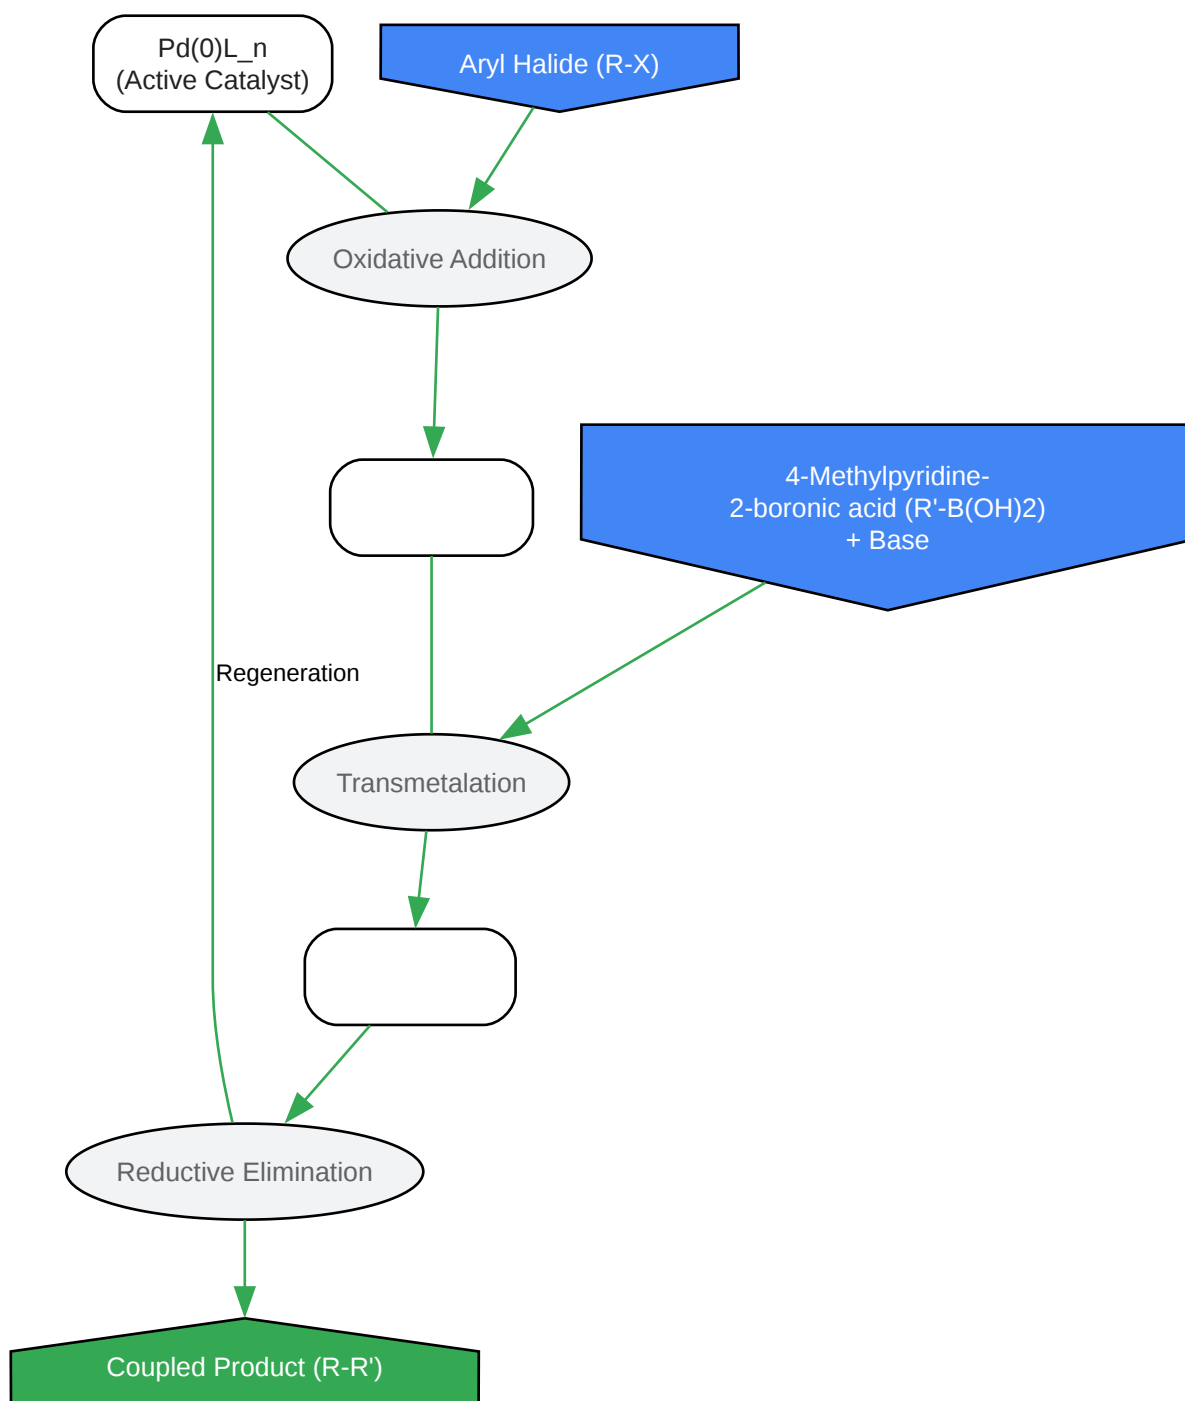 Pd(0)L_n
(Active Catalyst)
Aryl Halide (R-X)
Oxidative Addition
4-Methylpyridine-
2-boronic acid (R'-B(OH)2)
+ Base
Regeneration
Transmetalation
Reductive Elimination
Coupled Product (R-R')